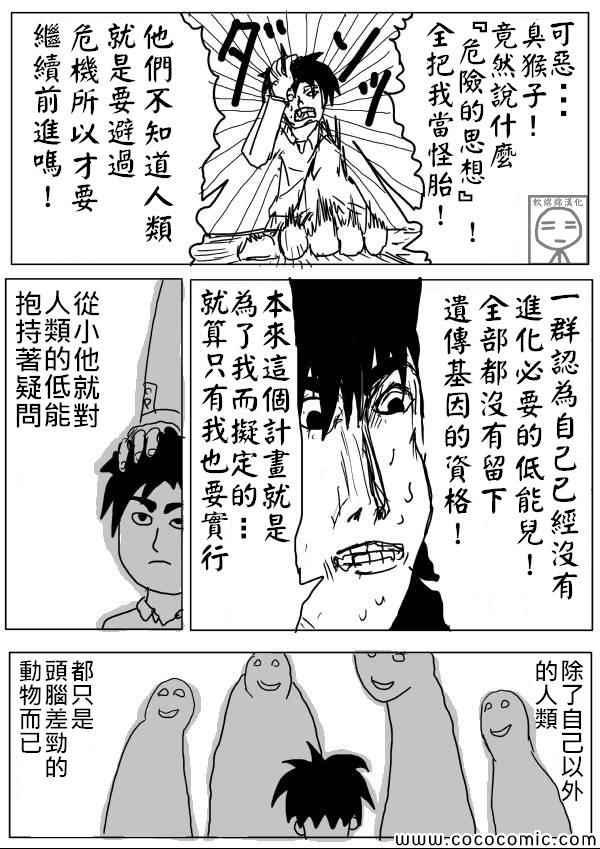 可惡…
臭猴子！
竟然說什麼
『危險的思想』！
全把我當怪胎！
ダンッ
他們不知道人類
就是要避過
危機所以才要
繼續前進嗎！
軟綿綿漢化
一群認為自己已經沒有
進化必要的低能兒！
全部都沒有留下
遺傳基因的資格！
本來這個計畫就是
為了我而擬定的…
就算只有我也要實行
從小他就對
人類的低能
抱持著疑問
除了自己以外
的人類
都只是
頭腦差勁的
動物而已
www.cococomic.com